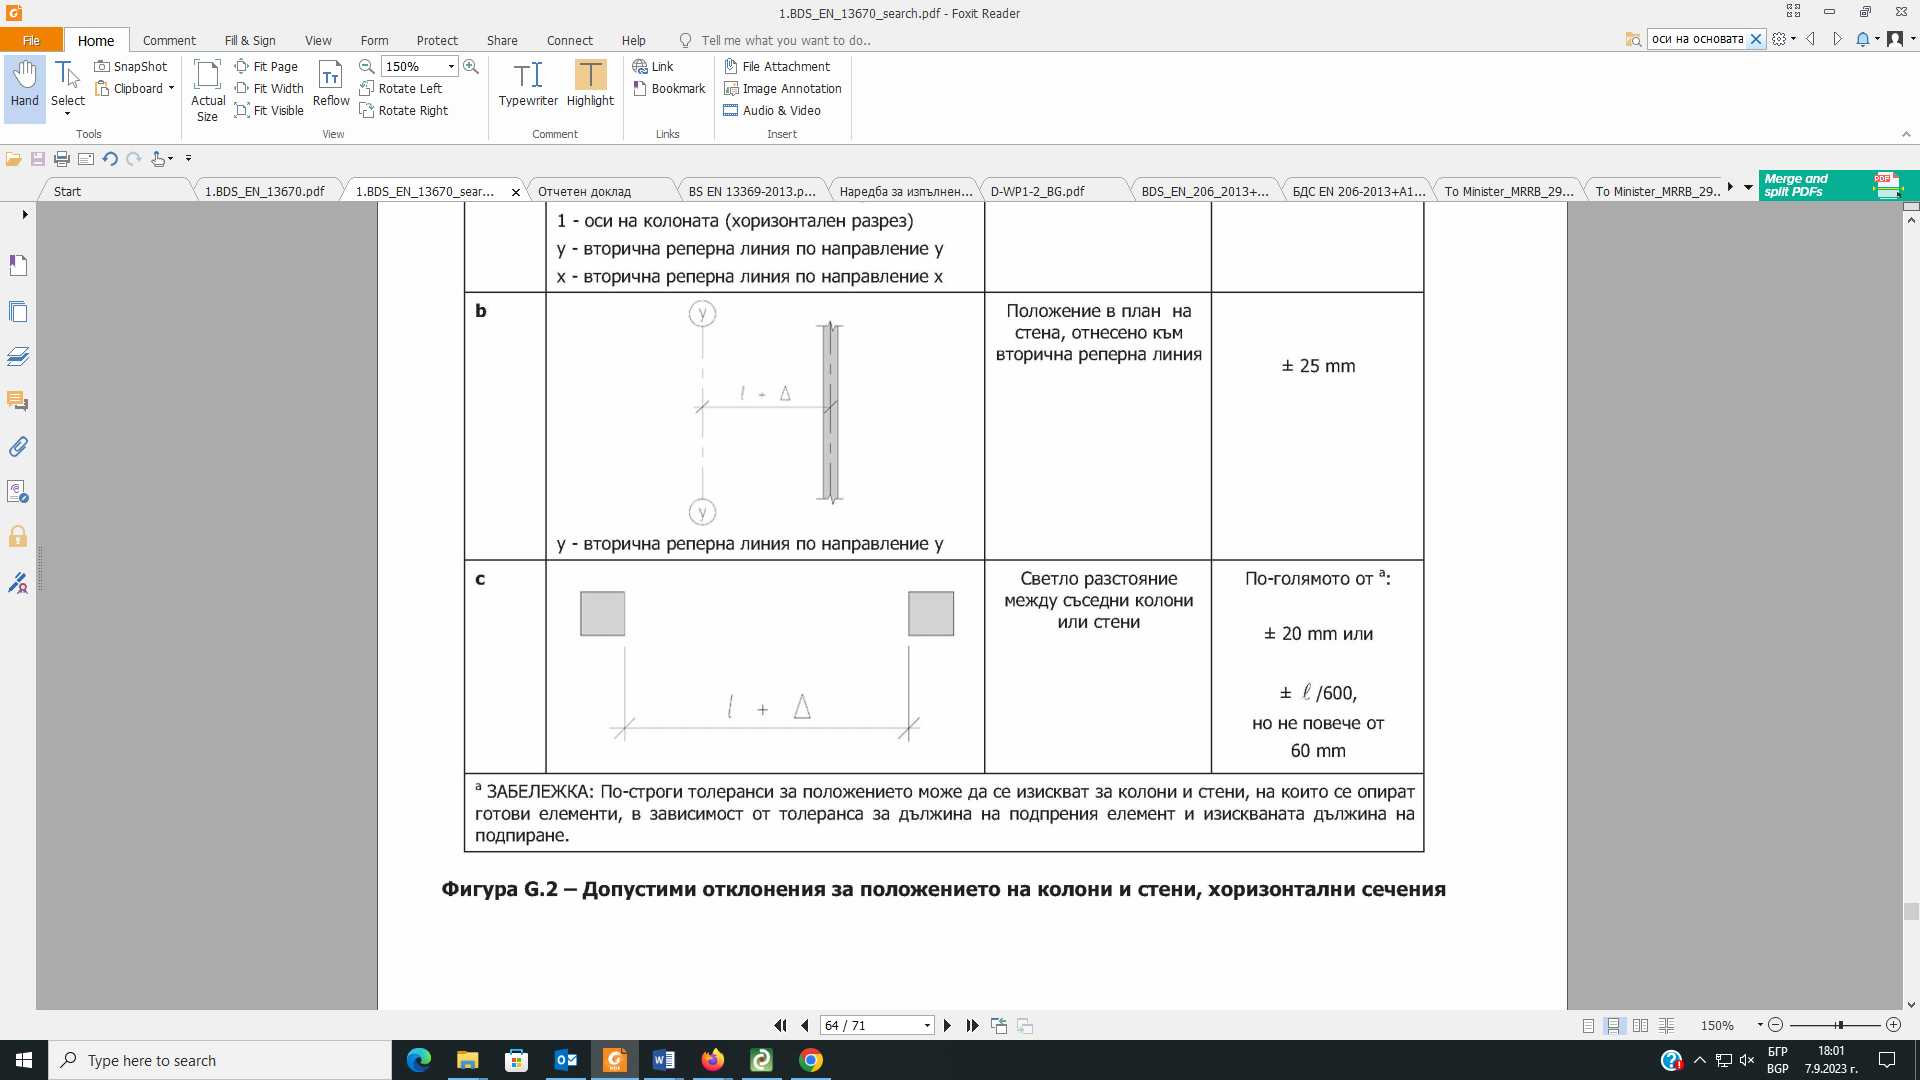 1.BDS_EN_13670_search.pdf - Foxit Reader
File
Home
Comment
Fill & Sign
View
Form
Protect
Share
Connect
Help
Tell me what you want to do..
оси на основата
Hand
Select
SnapShot
Clipboard
Tools
Actual Size
Fit Page
Fit Width
Fit Visible
Reflow
150%
Rotate Left
Rotate Right
View
Typewriter
Highlight
Comment
Link
Bookmark
Links
File Attachment
Image Annotation
Audio & Video
Insert
Start
1.BDS_EN_13670.pdf
1.BDS_EN_13670_sear...
Отчетен доклад
BS EN 13369-2013.p...
Наредба за изпълнен...
D-WP1-2_BG.pdf
BDS_EN_206_2013+...
БДС EN 206-2013+A1...
To Minister_MRRB_29...
To Minister_MRRB_29...
Merge and
split PDFs
PDF
1 - оси на колоната (хоризонтален разрез)
y - вторична реперна линия по направление y
x - вторична реперна линия по направление x
b
y
l + Δ
y
y - вторична реперна линия по направление y
Положение в план на
стена, отнесено към
вторична реперна линия
± 25 mm
c
l + Δ
Светло разстояние
между съседни колони
или стени
По-голямото от ª:
± 20 mm или
± ℓ /600,
но не повече от
60 mm
ª ЗАБЕЛЕЖКА: По-строги толеранси за положението може да се изискват за колони и стени, на които се опират
готови елементи, в зависимост от толеранса за дължина на подпрения елемент и изискваната дължина на
подпиране.
Фигура G.2 – Допустими отклонения за положението на колони и стени, хоризонтални сечения
64 / 71
150%
Type here to search
БГР
BGP
18:01
7.9.2023 г.